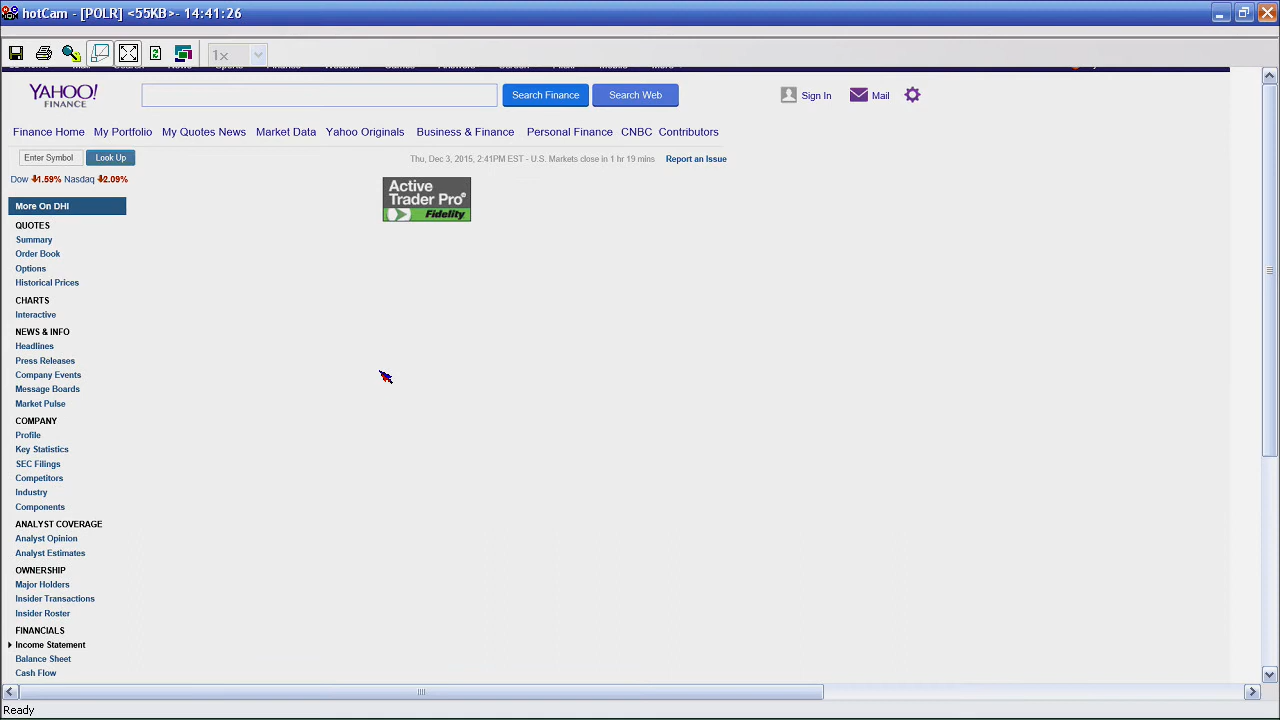 hotCam - [POLR] <55KB>- 14:41:26
1x
YAHOO! FINANCE
Search Finance
Search Web
Sign In
Mail
Finance Home My Portfolio My Quotes News Market Data Yahoo Originals Business & Finance Personal Finance CNBC Contributors
Enter Symbol Look Up
Thu, Dec 3, 2015, 2:41PM EST - U.S. Markets close in 1 hr 19 mins Report an Issue
Dow 1.59% Nasdaq 2.09%
Active
Trader Pro®
Fidelity
More On DHI
QUOTES
Summary
Order Book
Options
Historical Prices
CHARTS
Interactive
NEWS & INFO
Headlines
Press Releases
Company Events
Message Boards
Market Pulse
COMPANY
Profile
Key Statistics
SEC Filings
Competitors
Industry
Components
ANALYST COVERAGE
Analyst Opinion
Analyst Estimates
OWNERSHIP
Major Holders
Insider Transactions
Insider Roster
FINANCIALS
Income Statement
Balance Sheet
Cash Flow
Ready